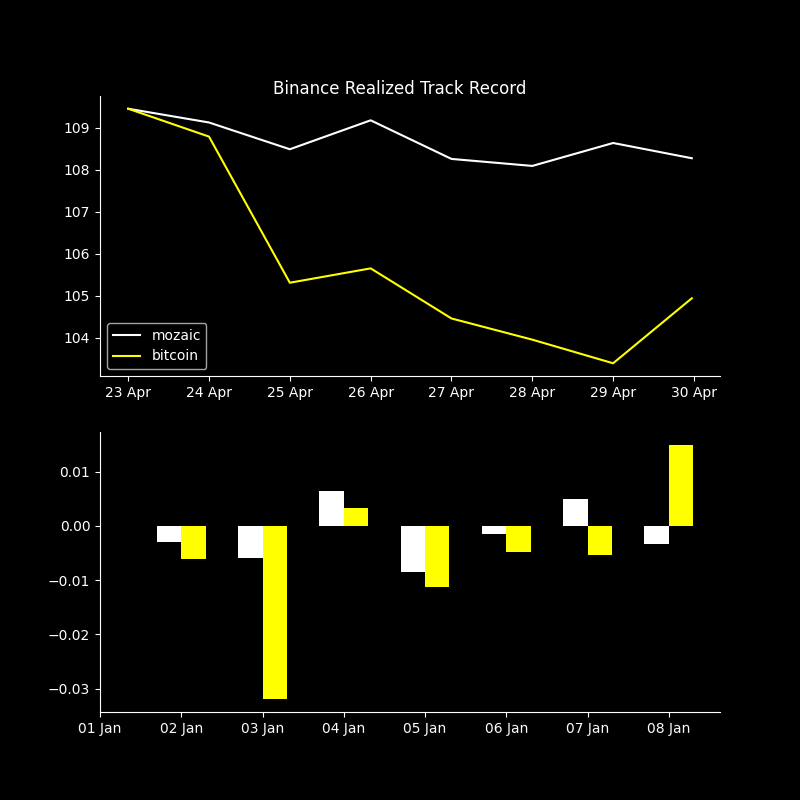 Binance Realized Track Record
109
108
107
106
105
104
mozaic
bitcoin
23 Apr 24 Apr 25 Apr 26 Apr 27 Apr 28 Apr 29 Apr 30 Apr
0.01
0.00
−0.01
−0.02
−0.03
01 Jan 02 Jan 03 Jan 04 Jan 05 Jan 06 Jan 07 Jan 08 Jan